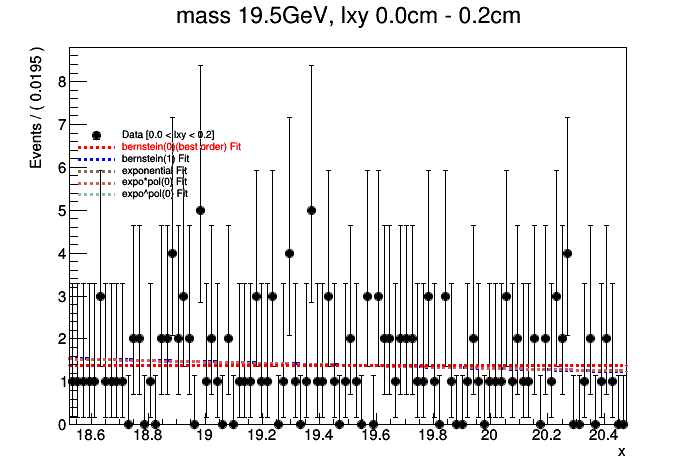 mass 19.5GeV, lxy 0.0cm - 0.2cm
Events / ( 0.0195 )
8
7
6
5
4
3
2
1
0
Data [0.0 < lxy < 0.2]
bernstein(0)(best order) Fit
bernstein(1) Fit
exponential Fit
expo*pol(0) Fit
expo^pol(0) Fit
18.6 18.8 19 19.2 19.4 19.6 19.8 20 20.2 20.4
x